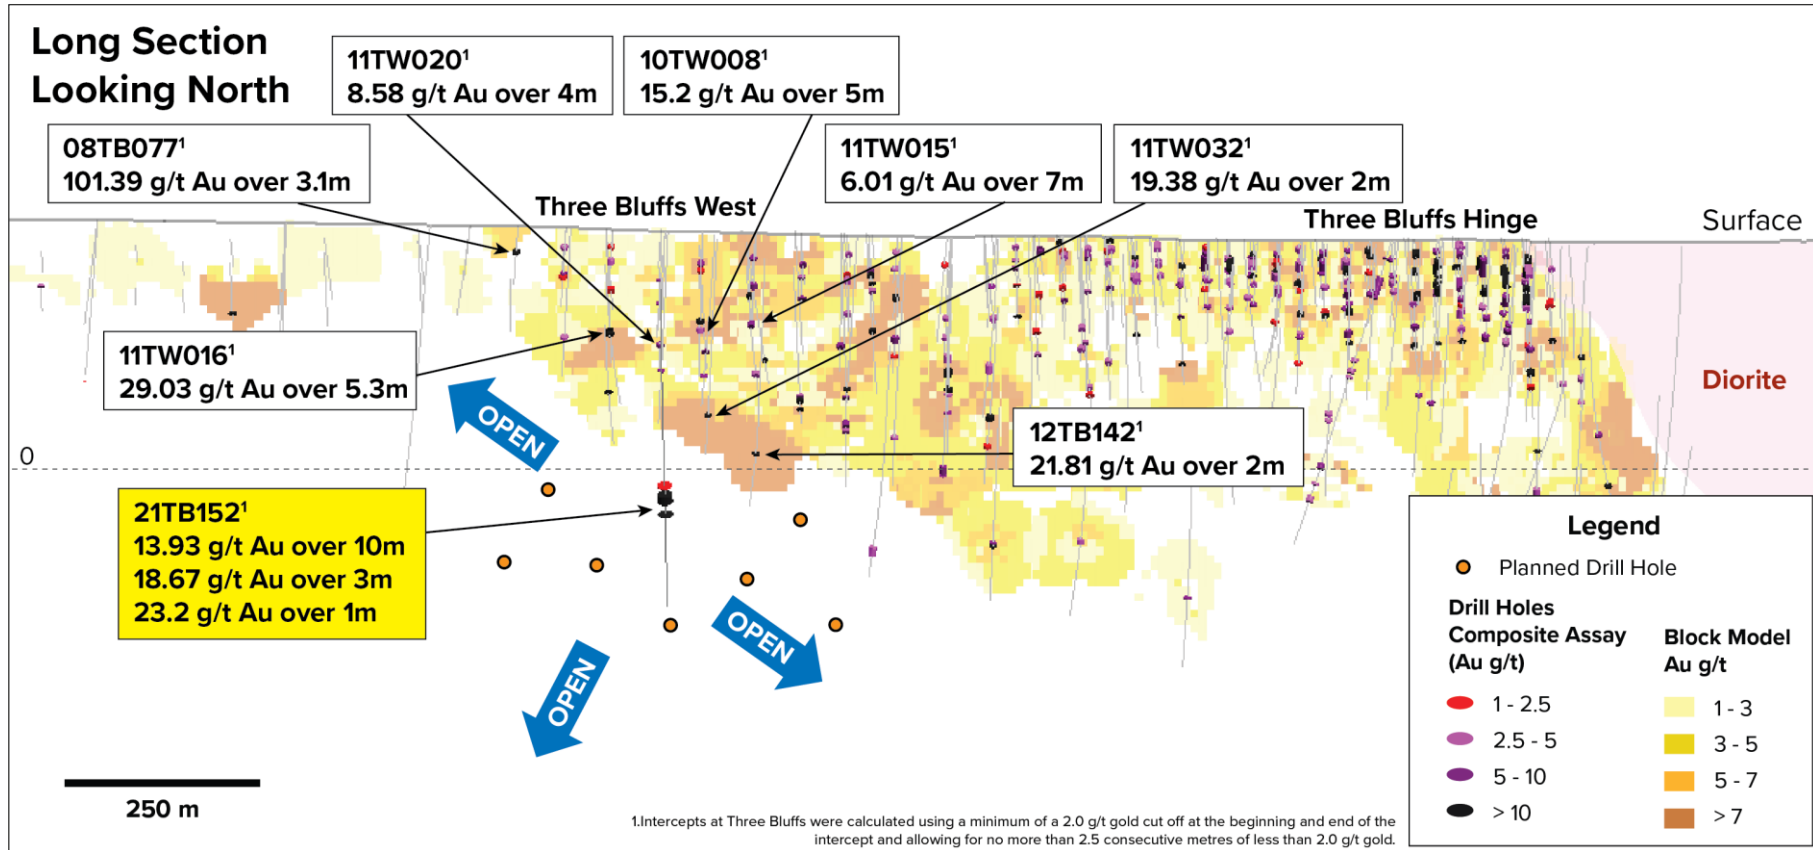 Long Section
Looking North
11TW020¹
8.58 g/t Au over 4m
10TW008¹
15.2 g/t Au over 5m
08TB077¹
101.39 g/t Au over 3.1m
11TW015¹
6.01 g/t Au over 7m
11TW032¹
19.38 g/t Au over 2m
Three Bluffs West
Three Bluffs Hinge
Surface
11TW016¹
29.03 g/t Au over 5.3m
Diorite
OPEN
12TB142¹
21.81 g/t Au over 2m
0
21TB152¹
13.93 g/t Au over 10m
18.67 g/t Au over 3m
23.2 g/t Au over 1m
OPEN
OPEN
Legend
Planned Drill Hole
Drill Holes
Composite Assay
(Au g/t)
1 - 2.5
2.5 - 5
5 - 10
> 10
Block Model
Au g/t
1 - 3
3 - 5
5 - 7
> 7
250 m
1.Intercepts at Three Bluffs were calculated using a minimum of a 2.0 g/t gold cut off at the beginning and end of the
intercept and allowing for no more than 2.5 consecutive metres of less than 2.0 g/t gold.